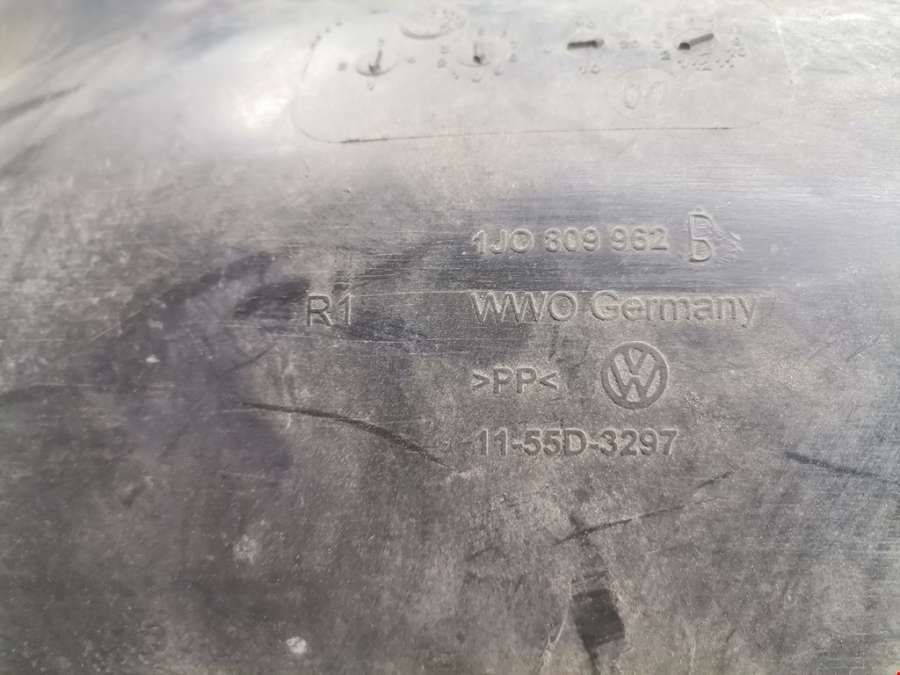 1J0 809 962 B
R1 WWO Germany
>PP<
11-55D-3297